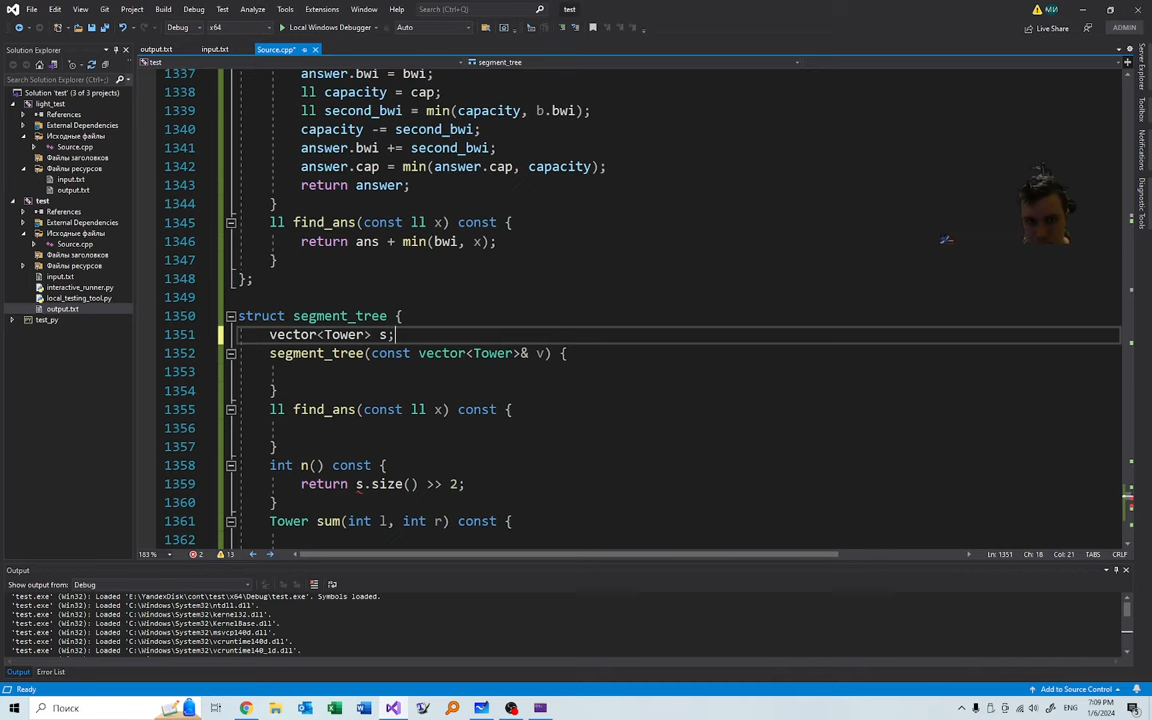 File Edit View Git Project Build Debug Test Analyze Tools Extensions Window Help Search (Ctrl+Q) test МИ
Debug x64 Local Windows Debugger Auto Live Share ADMIN
Solution Explorer
Search Solution Explorer (Ctrl+;)
Solution 'test' (3 of 3 projects)
light_test
References
External Dependencies
Исходные файлы
Source.cpp
Файлы заголовков
Файлы ресурсов
input.txt
output.txt
test
References
External Dependencies
Исходные файлы
Source.cpp
Файлы заголовков
Файлы ресурсов
input.txt
interactive_runner.py
local_testing_tool.py
output.txt
test_py
output.txt input.txt Source.cpp*
test segment_tree
1337 answer.bwi = bwi;
1338 ll capacity = cap;
1339 ll second_bwi = min(capacity, b.bwi);
1340 capacity -= second_bwi;
1341 answer.bwi += second_bwi;
1342 answer.cap = min(answer.cap, capacity);
1343 return answer;
1344 }
1345 ll find_ans(const ll x) const {
1346 return ans + min(bwi, x);
1347 }
1348 };
1349
1350 struct segment_tree {
1351 vector<Tower> s;
1352 segment_tree(const vector<Tower>& v) {
1353
1354 }
1355 ll find_ans(const ll x) const {
1356
1357 }
1358 int n() const {
1359 return s.size() >> 2;
1360 }
1361 Tower sum(int l, int r) const {
1362
183 % 2 13 Ln: 1351 Ch: 18 Col: 21 TABS CRLF
Server Explorer
Toolbox
Notifications
Diagnostic Tools
Output
Show output from: Debug
'test.exe' (Win32): Loaded 'E:\YandexDisk\cont\test\x64\Debug\test.exe'. Symbols loaded.
'test.exe' (Win32): Loaded 'C:\Windows\System32\ntdll.dll'.
'test.exe' (Win32): Loaded 'C:\Windows\System32\kernel32.dll'.
'test.exe' (Win32): Loaded 'C:\Windows\System32\KernelBase.dll'.
'test.exe' (Win32): Loaded 'C:\Windows\System32\msvcp140d.dll'.
'test.exe' (Win32): Loaded 'C:\Windows\System32\vcruntime140d.dll'.
'test.exe' (Win32): Loaded 'C:\Windows\System32\vcruntime140_1d.dll'.
Output Error List
Ready Add to Source Control
Поиск 7:09 PM
1/6/2024